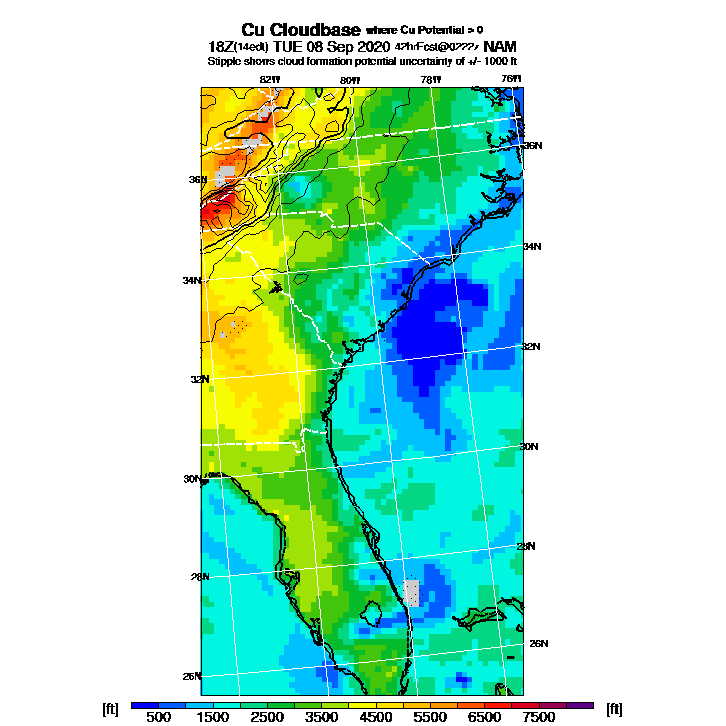 Cu Cloudbase where Cu Potential > 0
18Z(14edt) TUE 08 Sep 2020 NAM
Stipple shows cloud formation potential uncertainty of +/- 1000 ft
82W 80W 78W 76W
36N
36N
34N
34N
32N
32N
30N
30N
28N
28N
26N
26N
[ft] 500 1500 2500 3500 4500 5500 6500 7500 [ft]